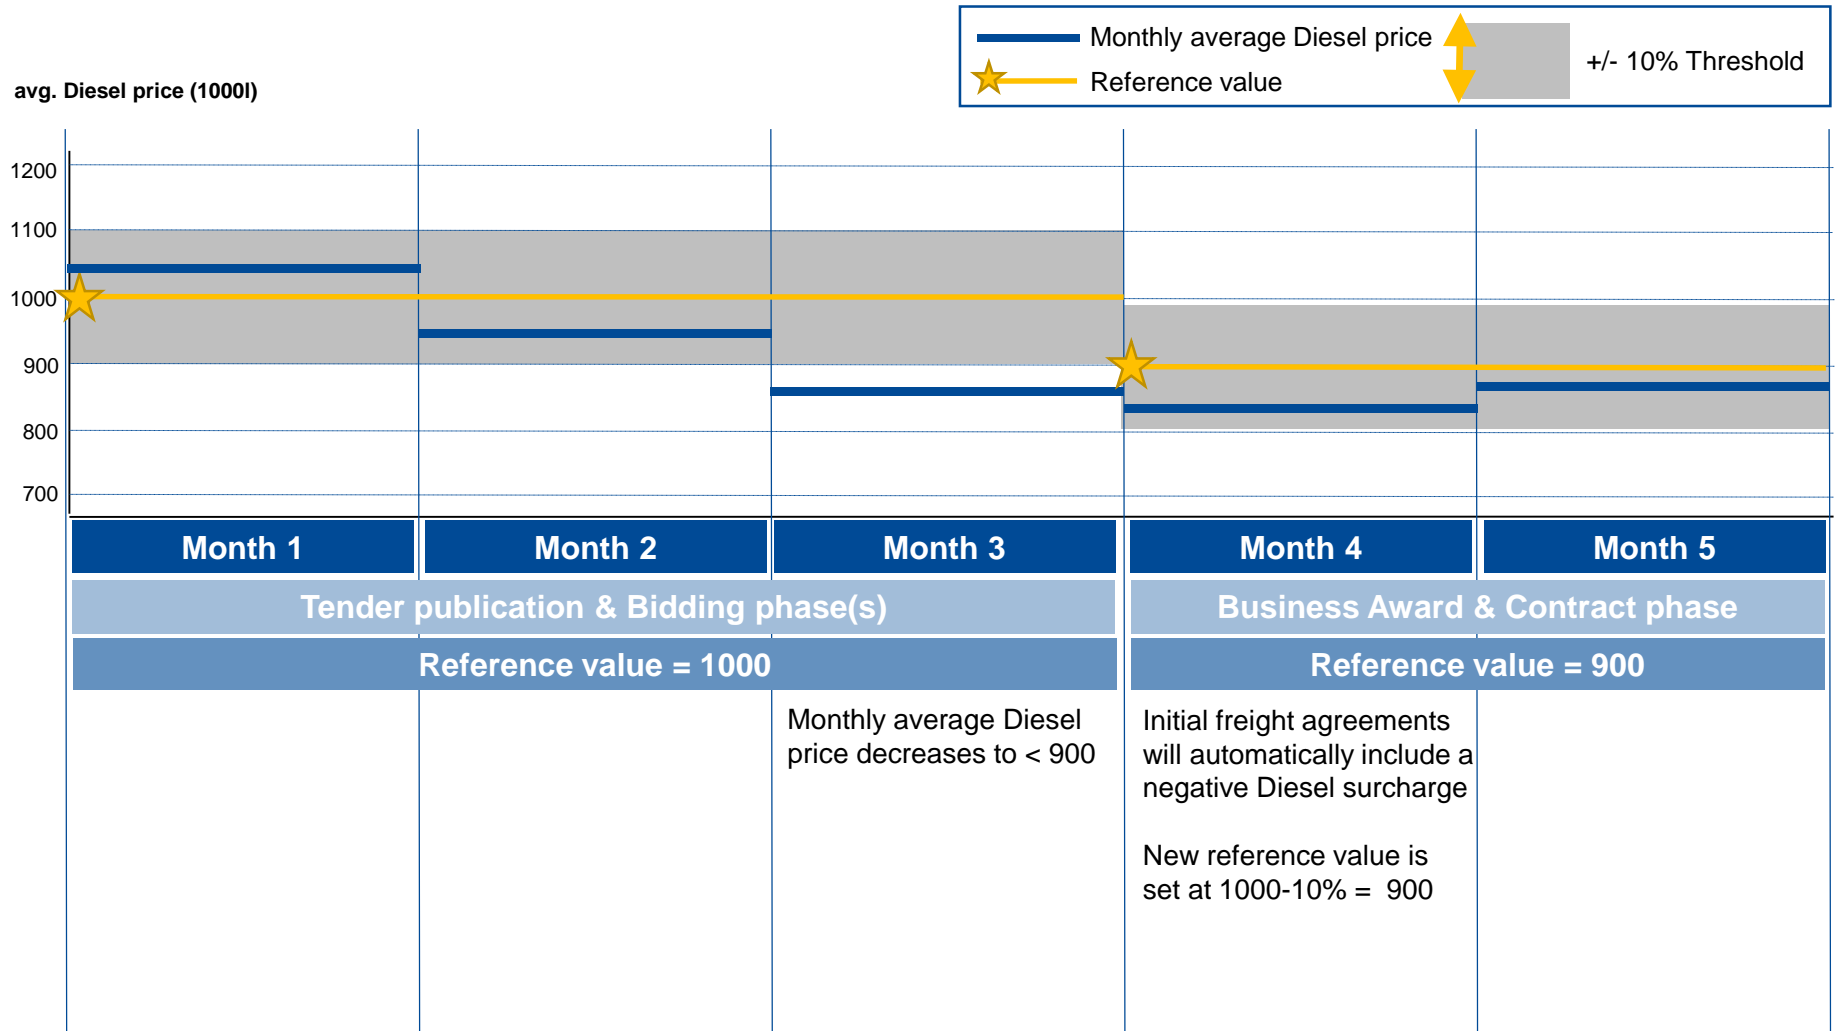 Monthly average Diesel price
Reference value
+/- 10% Threshold
avg. Diesel price (1000l)
1200
1100
1000
900
800
700
Month 1
Month 2
Month 3
Month 4
Month 5
Tender publication & Bidding phase(s)
Business Award & Contract phase
Reference value = 1000
Reference value = 900
Monthly average Diesel
price decreases to < 900
Initial freight agreements
will automatically include a
negative Diesel surcharge
New reference value is
set at 1000-10% =  900